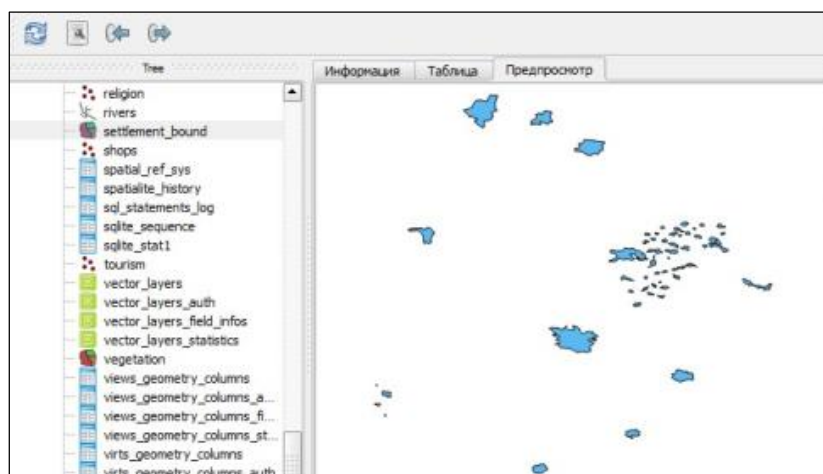 Tree
religion
rivers
settlement_bound
shops
spatial_ref_sys
spatialite_history
sql_statements_log
sqlite_sequence
sqlite_stat1
tourism
vector_layers
vector_layers_auth
vector_layers_field_infos
vector_layers_statistics
vegetation
views_geometry_columns
views_geometry_columns_a...
views_geometry_columns_fi...
views_geometry_columns_st...
virts_geometry_columns
virts_geometry_columns_auth
Информация Таблица Предпросмотр